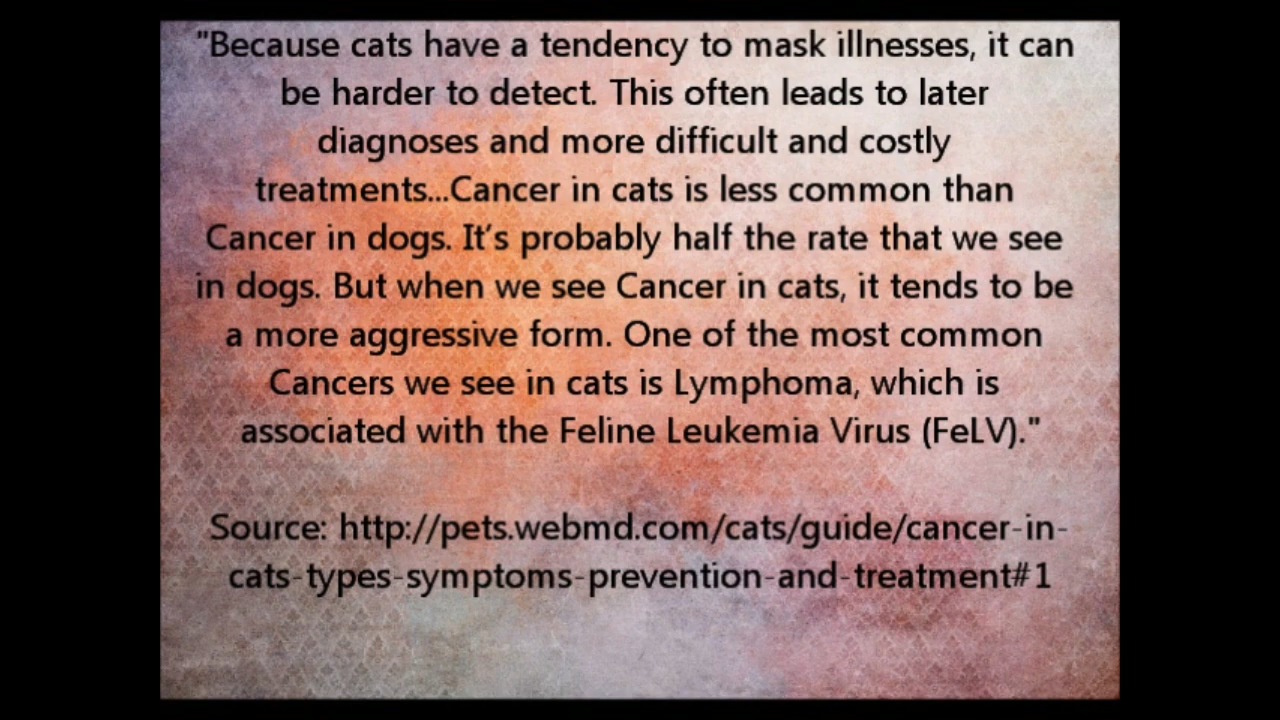 "Because cats have a tendency to mask illnesses, it can
be harder to detect. This often leads to later
diagnoses and more difficult and costly
treatments...Cancer in cats is less common than
Cancer in dogs. It's probably half the rate that we see
in dogs. But when we see Cancer in cats, it tends to be
a more aggressive form. One of the most common
Cancers we see in cats is Lymphoma, which is
associated with the Feline Leukemia Virus (FeLV)."
Source: http://pets.webmd.com/cats/guide/cancer-in-
cats-types-symptoms-prevention-and-treatment#1